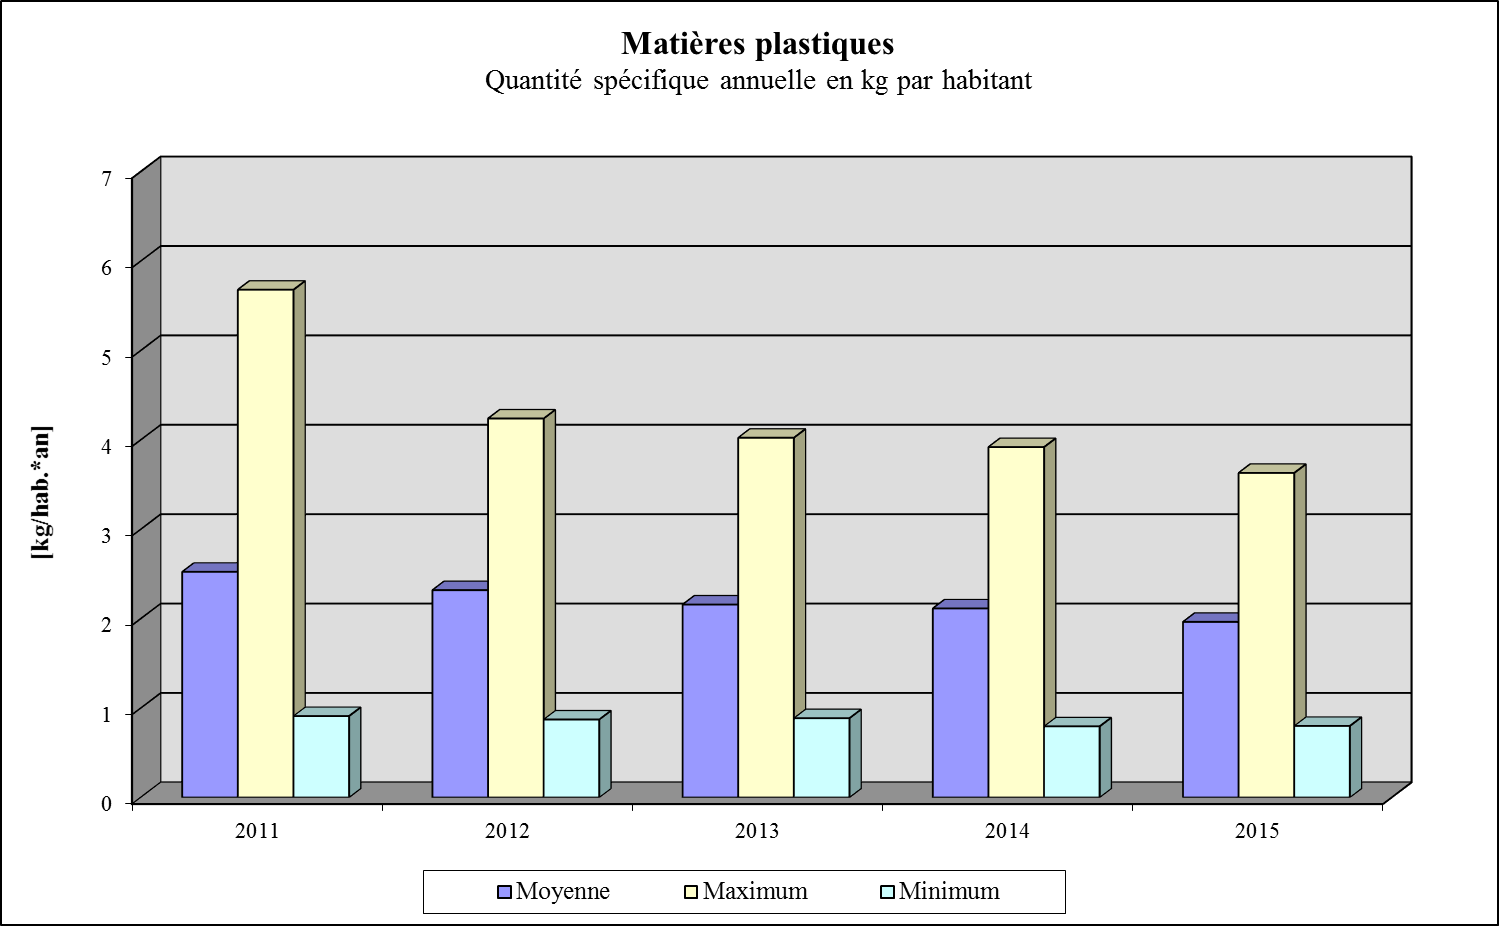 Matières plastiques
Quantité spécifique annuelle en kg par habitant
[kg/hab.*an]
7
6
5
4
3
2
1
0
2011 2012 2013 2014 2015
Moyenne Maximum Minimum